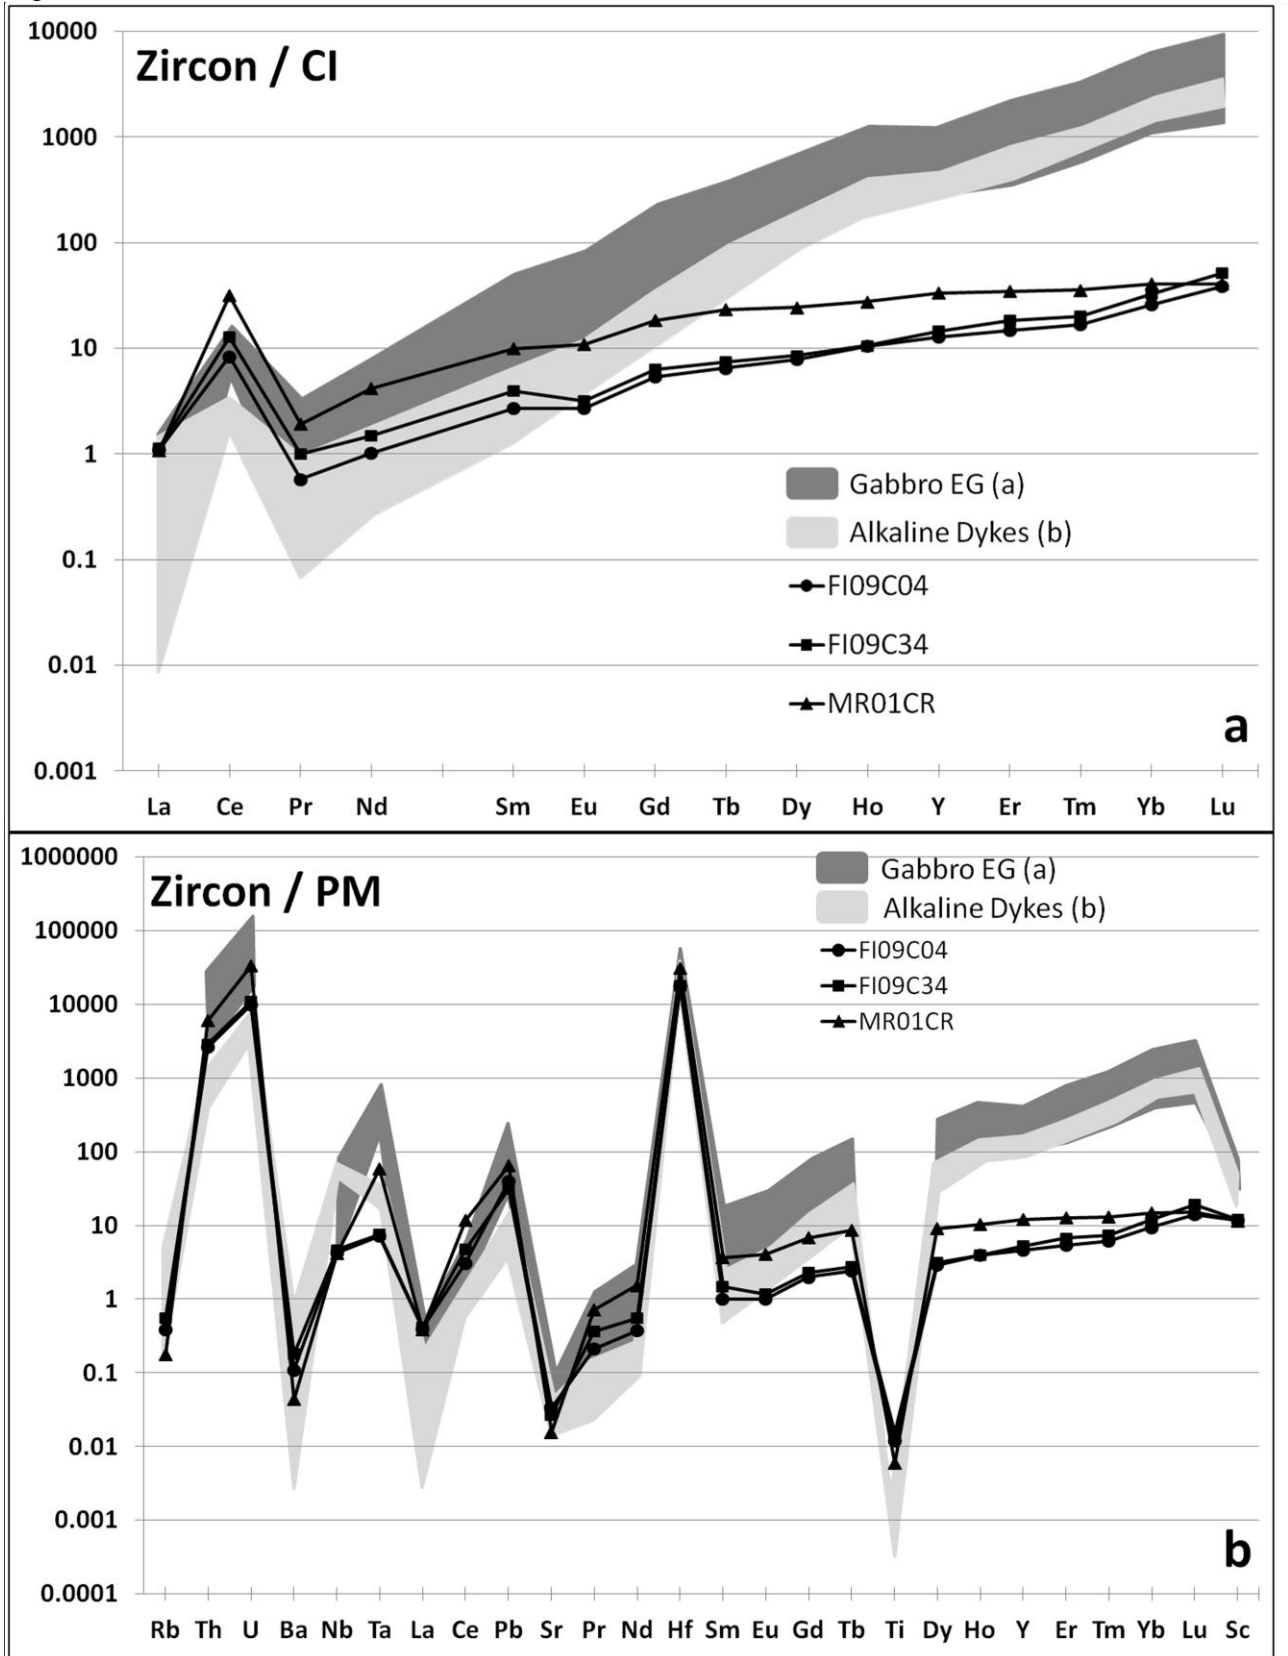 10000
Zircon / CI
1000
100
10
1
0.1
0.01
0.001
Gabbro EG (a)
Alkaline Dykes (b)
FI09C04
FI09C34
MR01CR
a
La Ce Pr Nd Sm Eu Gd Tb Dy Ho Y Er Tm Yb Lu
1000000
Zircon / PM
100000
10000
1000
100
10
1
0.1
0.01
0.001
0.0001
Gabbro EG (a)
Alkaline Dykes (b)
FI09C04
FI09C34
MR01CR
b
Rb Th U Ba Nb Ta La Ce Pb Sr Pr Nd Hf Sm Eu Gd Tb Ti Dy Ho Y Er Tm Yb Lu Sc